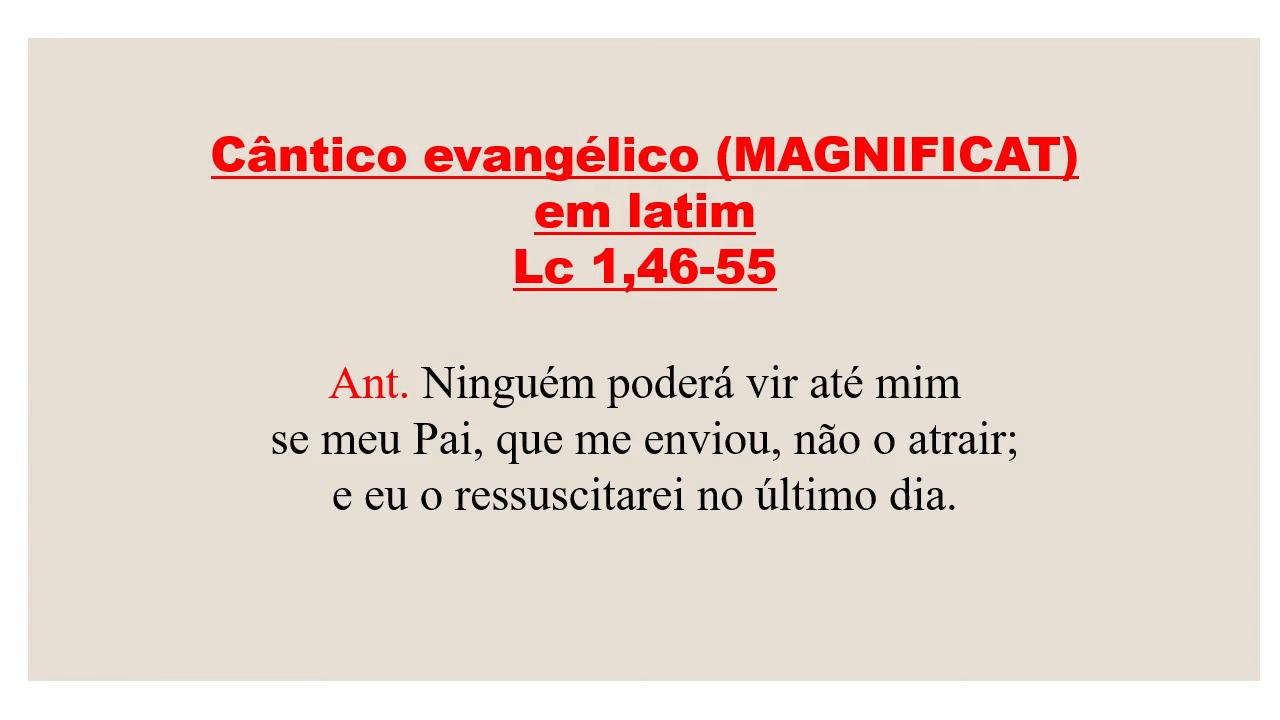 Cântico evangélico (MAGNIFICAT)
em latim
Lc 1,46-55
Ant. Ninguém poderá vir até mim
se meu Pai, que me enviou, não o atrair;
e eu o ressuscitarei no último dia.